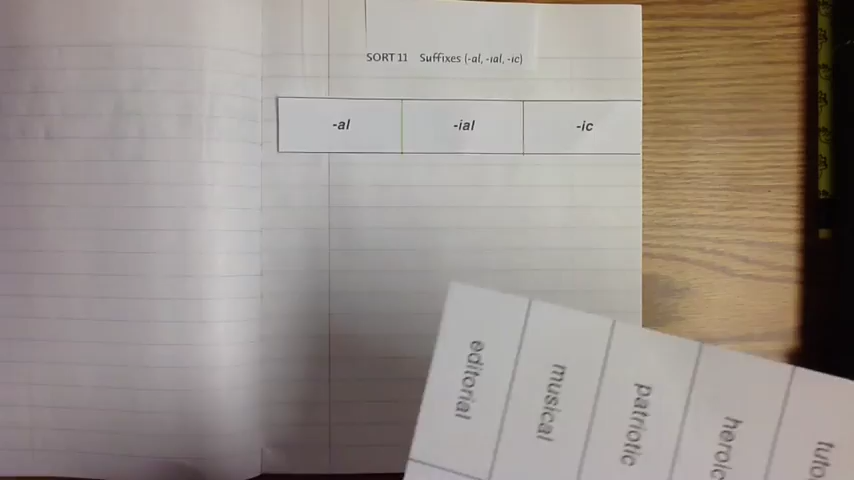 SORT 11 Suffixes (-al, -ial, -ic)
-al
-ial
-ic
editorial
musical
patriotic
heroic